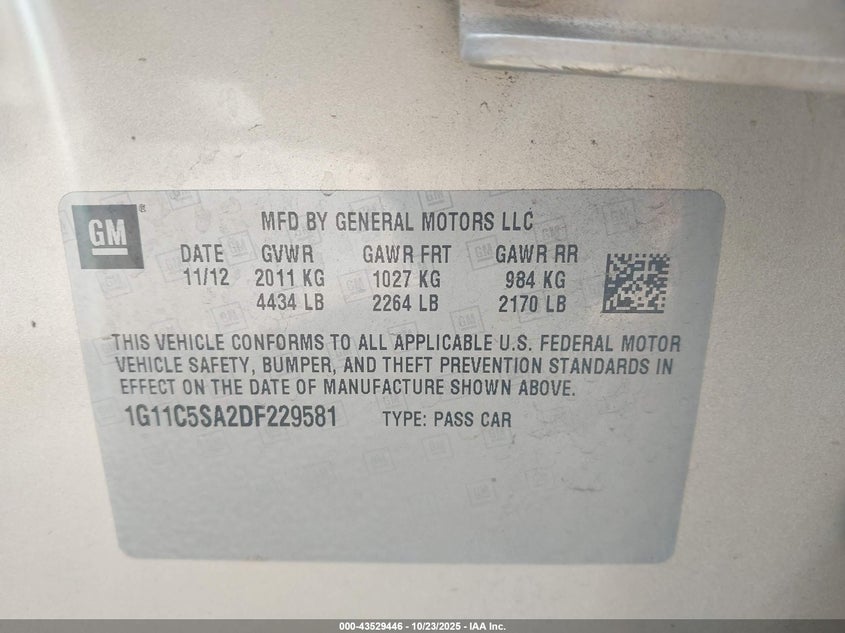 GM ®
MFD BY GENERAL MOTORS LLC
DATE GVWR GAWR FRT GAWR RR
11/12 2011 KG 1027 KG 984 KG
4434 LB 2264 LB 2170 LB
THIS VEHICLE CONFORMS TO ALL APPLICABLE U.S. FEDERAL MOTOR
VEHICLE SAFETY, BUMPER, AND THEFT PREVENTION STANDARDS IN
EFFECT ON THE DATE OF MANUFACTURE SHOWN ABOVE.
1G11C5SA2DF229581 TYPE: PASS CAR
000-43529446 - 10/23/2025 - IAA Inc.